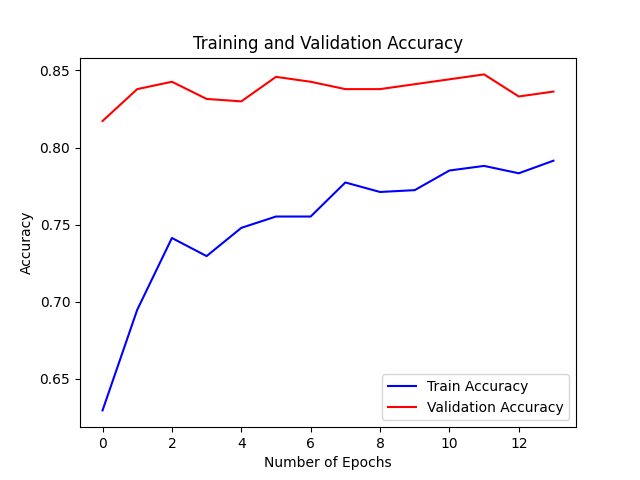 Training and Validation Accuracy
Accuracy
0.85
0.80
0.75
0.70
0.65
0 2 4 6 8 10 12
Number of Epochs
Train Accuracy
Validation Accuracy